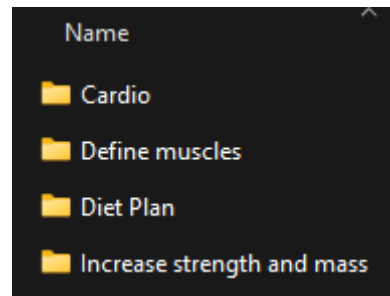 Name
Cardio
Define muscles
Diet Plan
Increase strength and mass